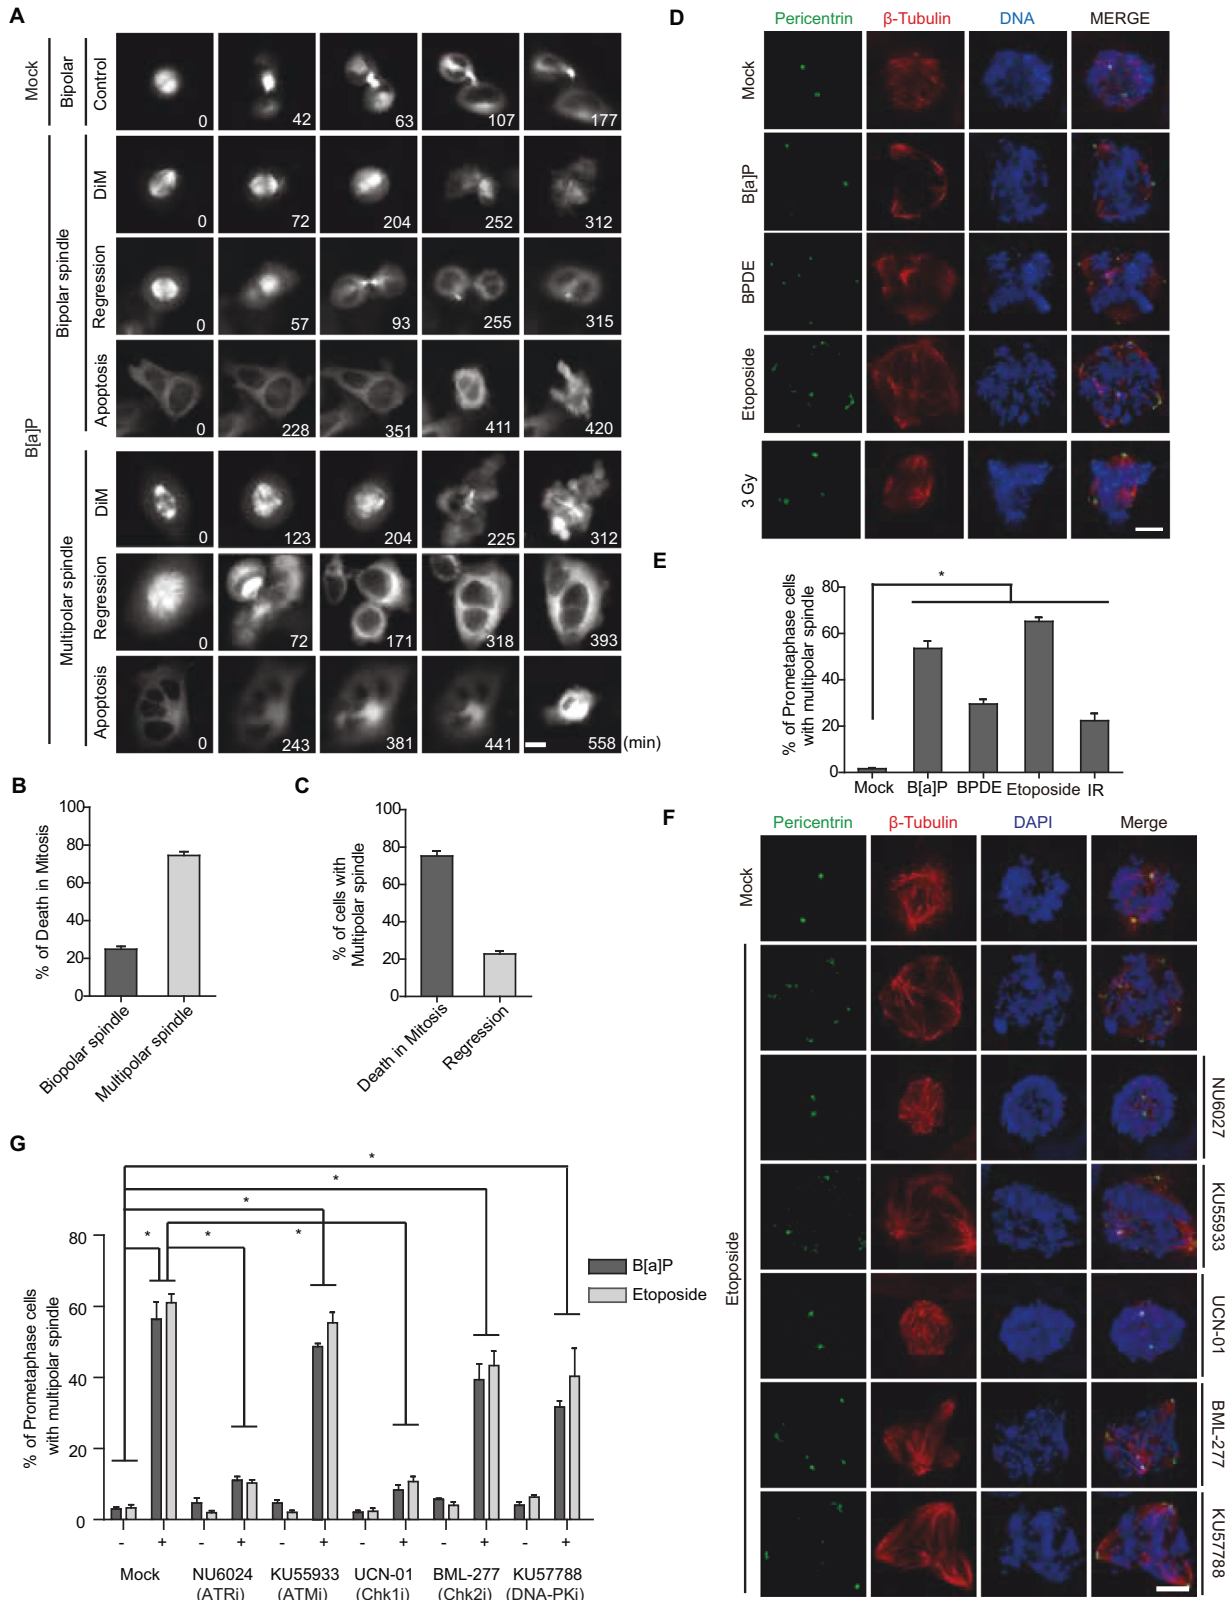 A
Mock
Bipolar
Control
0 42 63 107 177
B[a]P
Bipolar spindle
DiM
0 72 204 252 312
Regression
0 57 93 255 315
Apoptosis
0 228 351 411 420
Multipolar spindle
DiM
0 123 204 225 312
Regression
0 72 171 318 393
Apoptosis
0 243 381 441 558 (min)
B
% of Death in Mitosis
100
80
60
40
20
0
Biopolar spindle
Multipolar spindle
C
% of cells with
Multipolar spindle
100
80
60
40
20
0
Death in Mitosis
Regression
D
Pericentrin β-Tubulin DNA MERGE
Mock
B[a]P
BPDE
Etoposide
3 Gy
E
% of Prometaphase cells
with multipolar spindle
80
60
40
20
0
*
Mock B[a]P BPDE Etoposide IR
F
Pericentrin β-Tubulin DAPI Merge
Mock
Etoposide
NU6027
KU55933
UCN-01
BML-277
KU57788
G
% of Prometaphase cells
with multipolar spindle
80
60
40
20
0
*
*
*
* * *
B[a]P
Etoposide
- + - + - + - + - + - +
Mock NU6024 KU55933 UCN-01 BML-277 KU57788
(ATRi) (ATMi) (Chk1i) (Chk2i) (DNA-PKi)